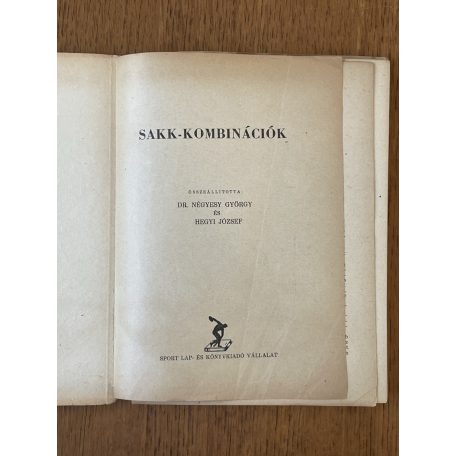 SAKK-KOMBINÁCIÓK
ÖSSZEÁLLÍTOTTA:
DR. NÉGYESY GYÖRGY
ÉS
HEGYI JÓZSEF
SPORT LAP- ÉS KÖNYVKIADÓ VÁLLALAT